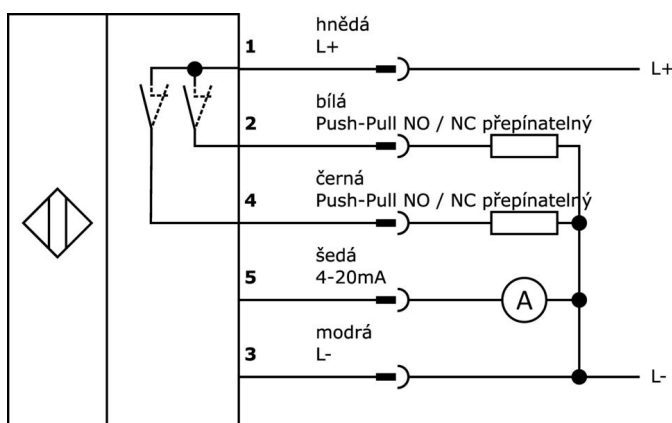 hnědá
1 L+
L+
bílá
2 Push-Pull NO / NC přepínatelný
černá
4 Push-Pull NO / NC přepínatelný
šedá
5 4-20mA
A
modrá
3 L-
L-